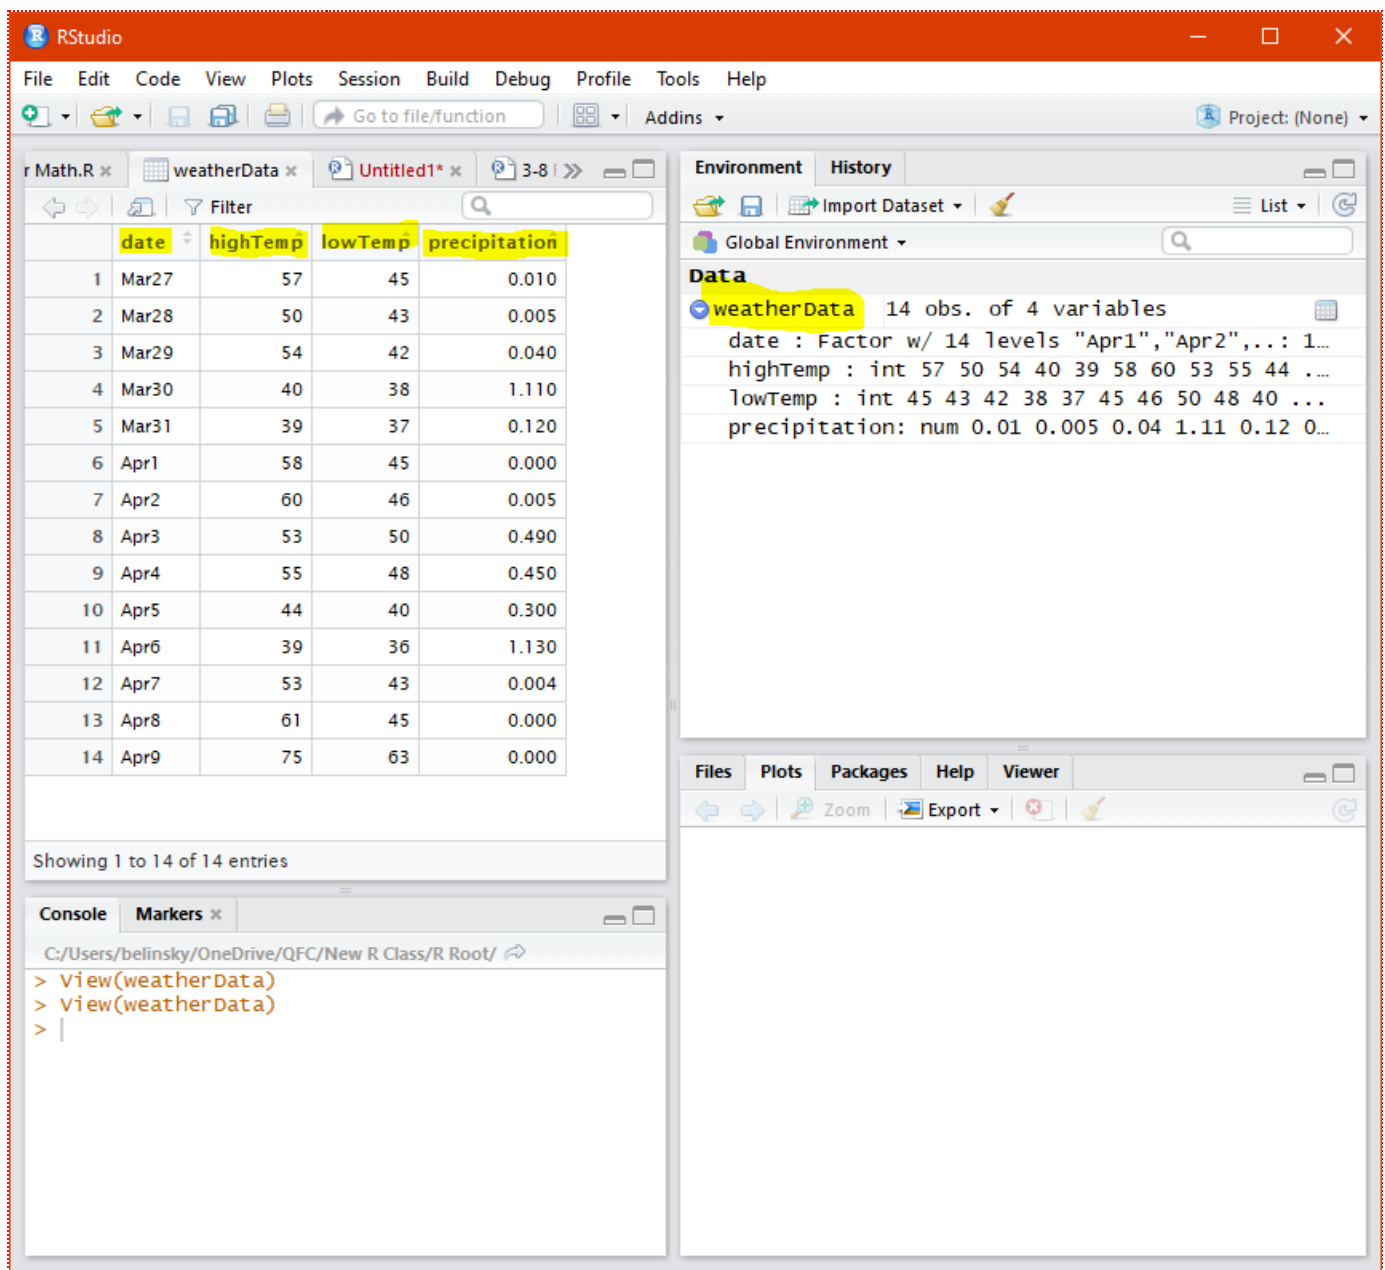 RStudio
File Edit Code View Plots Session Build Debug Profile Tools Help
Go to file/function Addins Project: (None)
r Math.R weatherData Untitled1* 3-8
Filter
date highTemp lowTemp precipitation
1 Mar27 57 45 0.010
2 Mar28 50 43 0.005
3 Mar29 54 42 0.040
4 Mar30 40 38 1.110
5 Mar31 39 37 0.120
6 Apr1 58 45 0.000
7 Apr2 60 46 0.005
8 Apr3 53 50 0.490
9 Apr4 55 48 0.450
10 Apr5 44 40 0.300
11 Apr6 39 36 1.130
12 Apr7 53 43 0.004
13 Apr8 61 45 0.000
14 Apr9 75 63 0.000
Showing 1 to 14 of 14 entries
Console Markers
C:/Users/belinsky/OneDrive/QFC/New R Class/R Root/
> View(weatherData)
> View(weatherData)
>
Environment History
Import Dataset List
Global Environment
Data
weatherData 14 obs. of 4 variables
date : Factor w/ 14 levels "Apr1","Apr2",..: 1…
highTemp : int 57 50 54 40 39 58 60 53 55 44 .…
lowTemp : int 45 43 42 38 37 45 46 50 48 40 ...
precipitation: num 0.01 0.005 0.04 1.11 0.12 0…
Files Plots Packages Help Viewer
Zoom Export